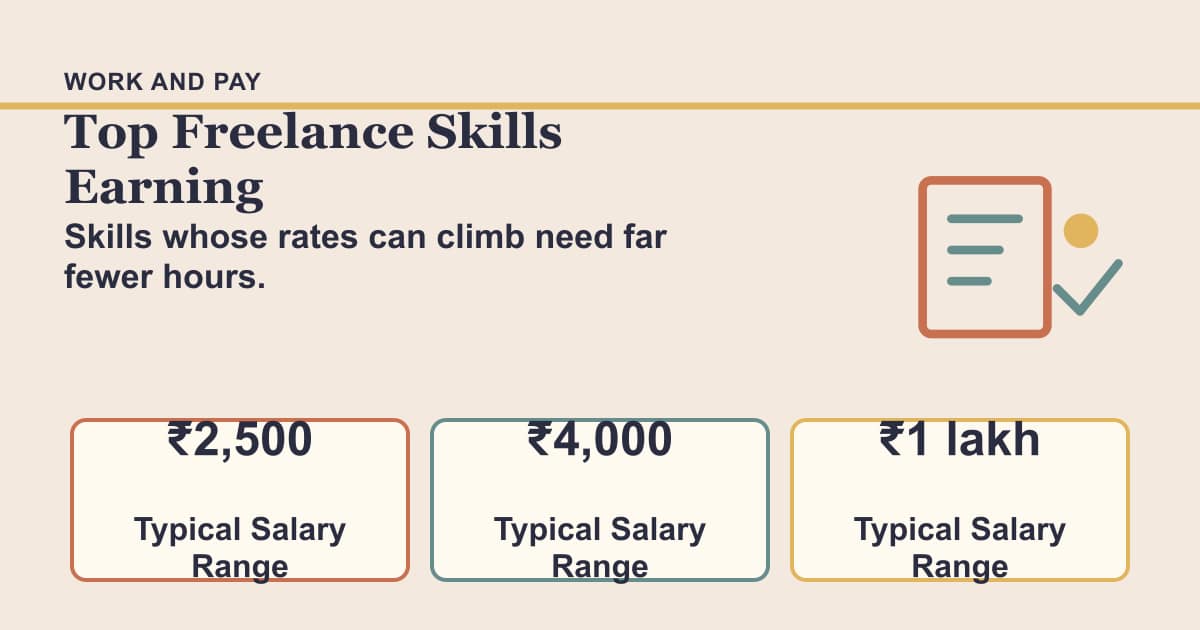 WORK AND PAY
Top Freelance Skills
Earning
Skills whose rates can climb need far
fewer hours.
₹2,500
Typical Salary
Range
₹4,000
Typical Salary
Range
₹1 lakh
Typical Salary
Range